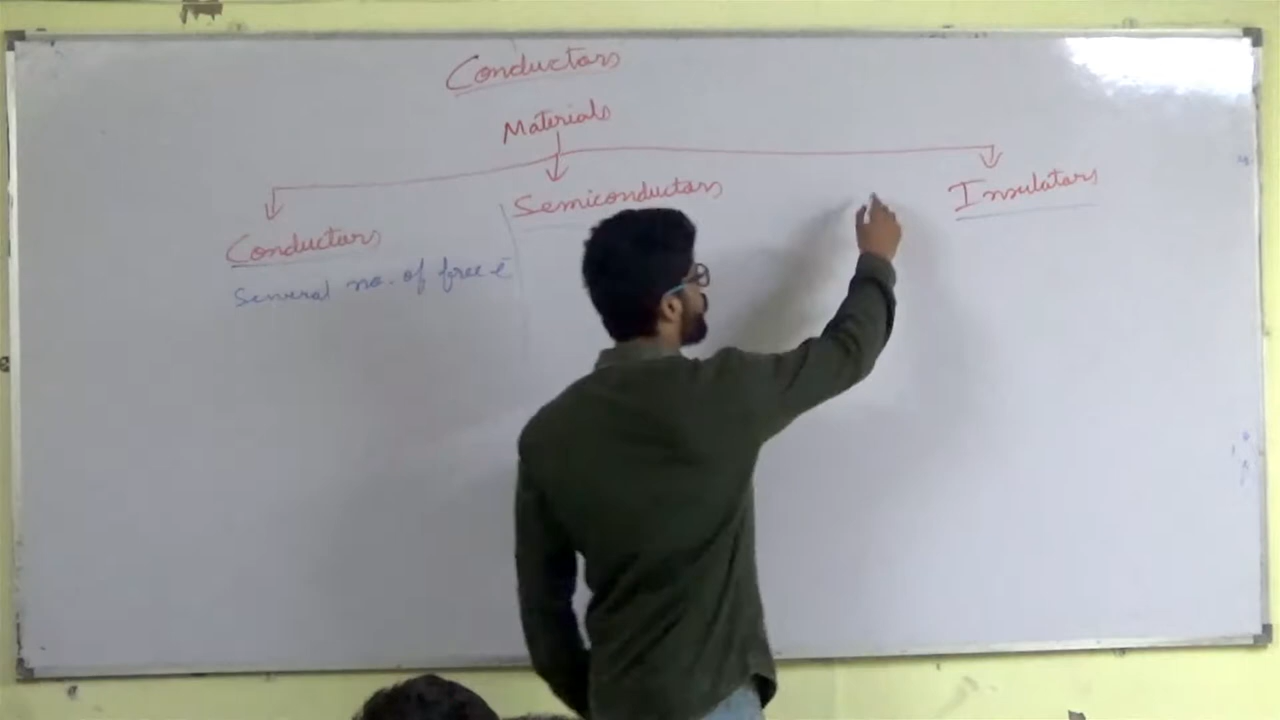 Conductors
Materials
Conductors
Semiconductors
Insulators
Several no. of free e⁻